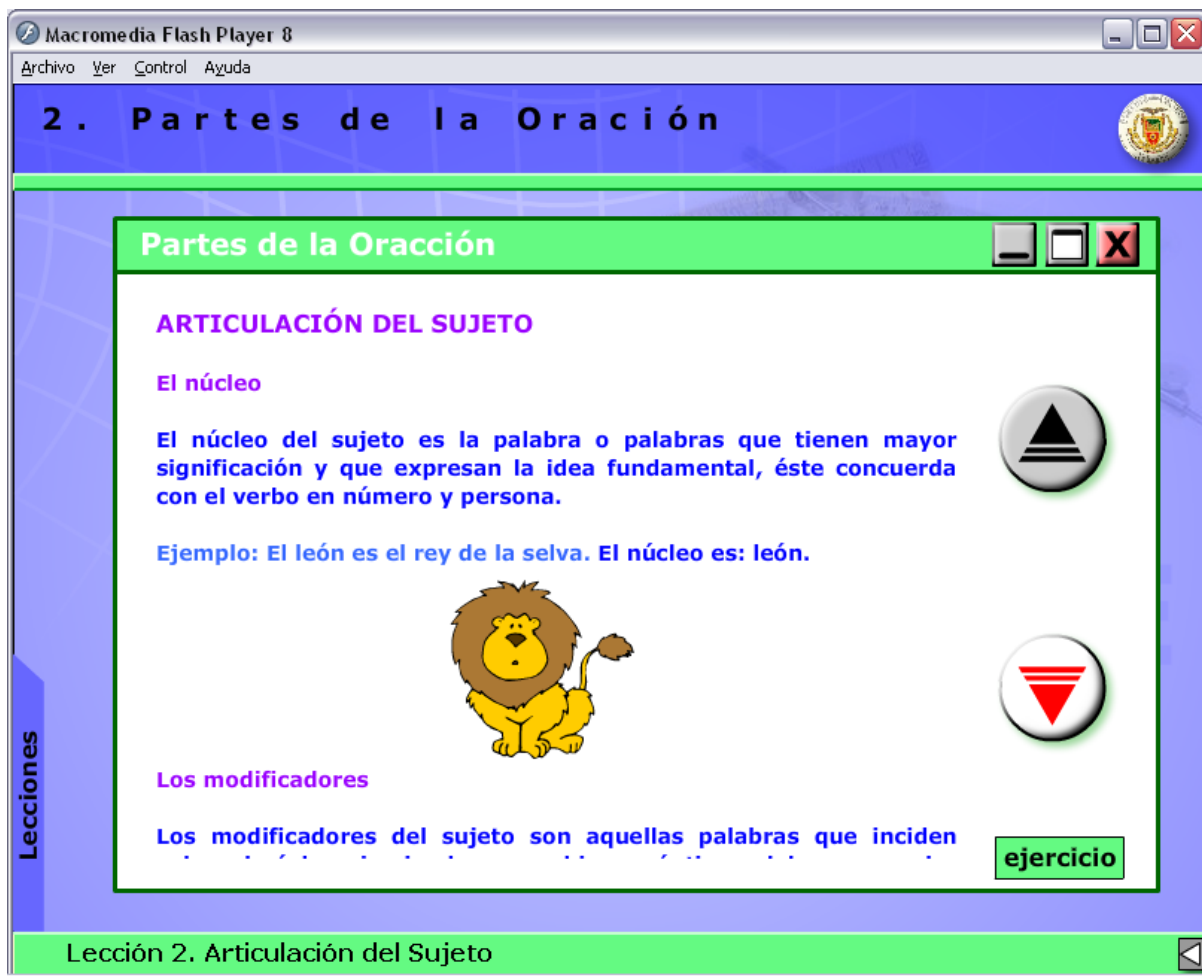 Macromedia Flash Player 8
Archivo Ver Control Ayuda
2. Partes de la Oración
Partes de la Oracción
ARTICULACIÓN DEL SUJETO
El núcleo
El núcleo del sujeto es la palabra o palabras que tienen mayor
significación y que expresan la idea fundamental, éste concuerda
con el verbo en número y persona.
Ejemplo: El león es el rey de la selva. El núcleo es: león.
Los modificadores
Los modificadores del sujeto son aquellas palabras que inciden
ejercicio
Lecciones
Lección 2. Articulación del Sujeto